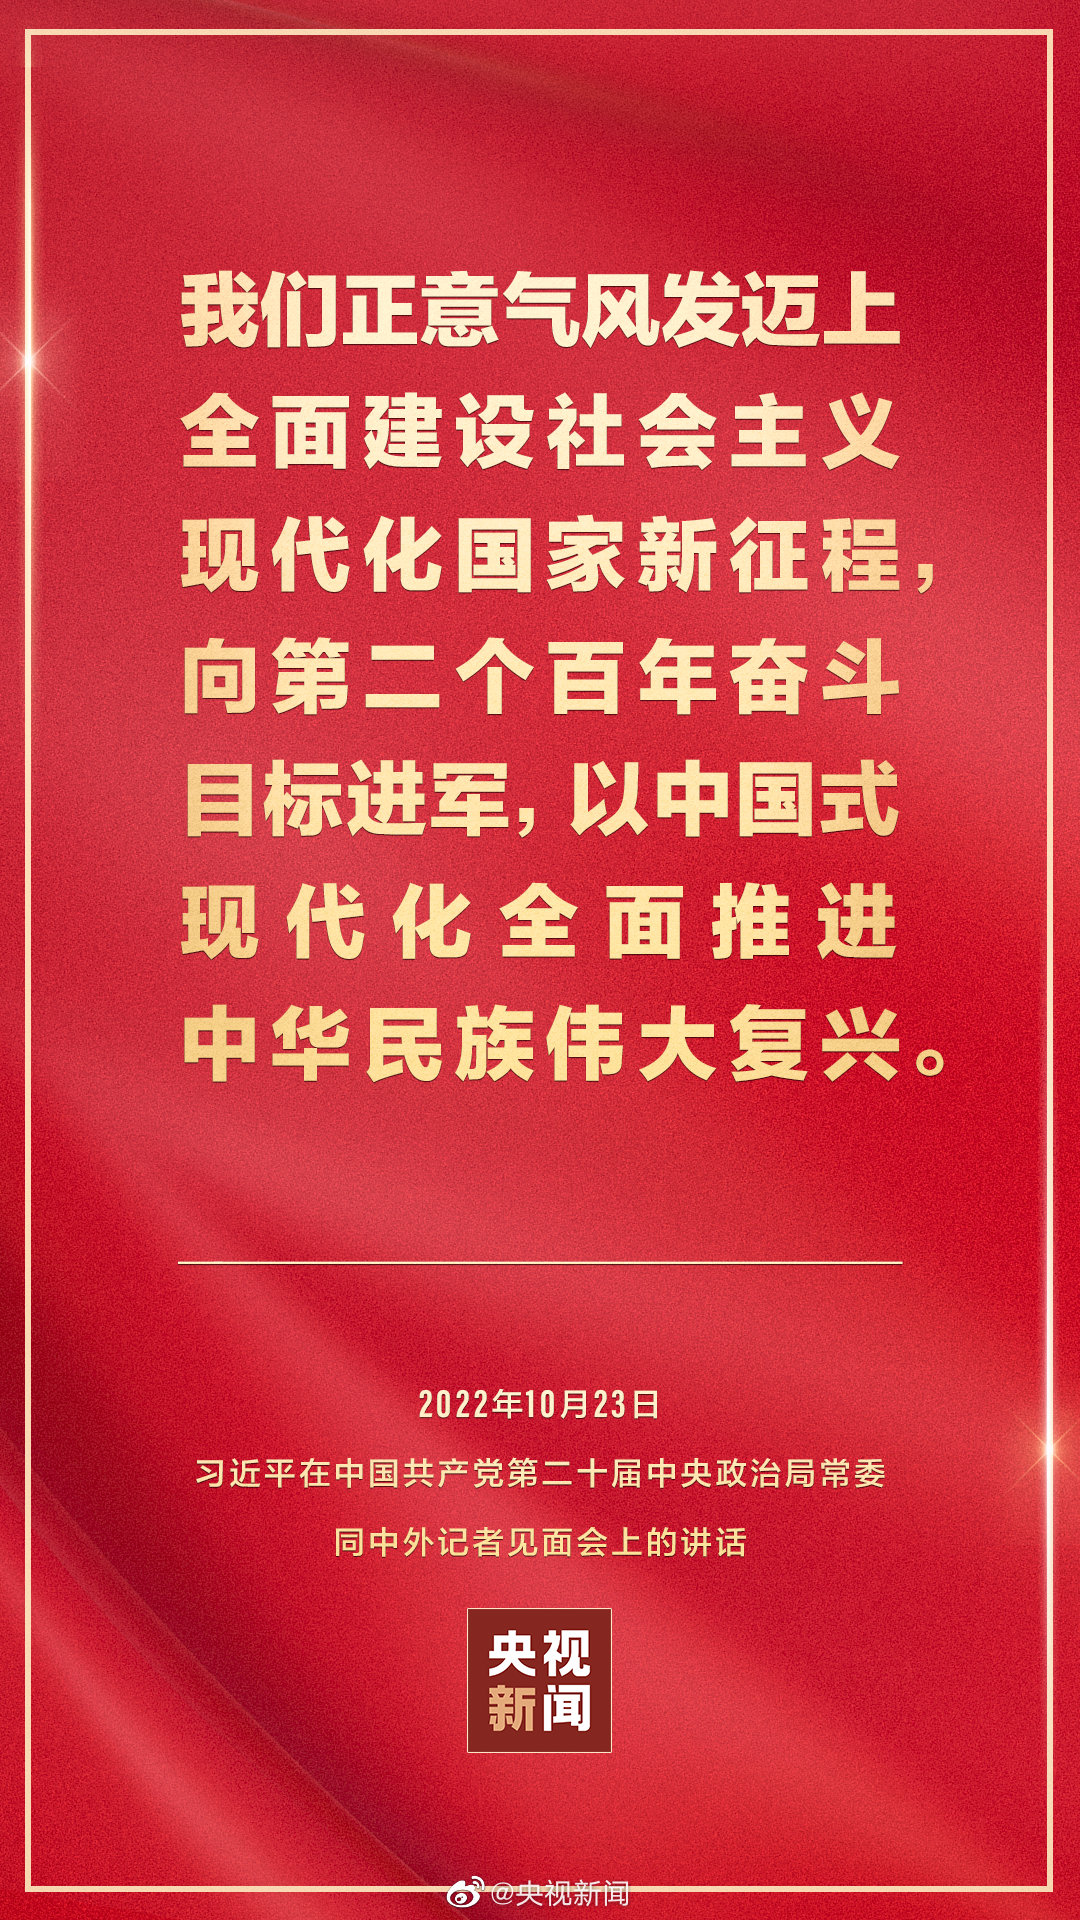 我们正意气风发迈上
全面建设社会主义
现代化国家新征程，
向第二个百年奋斗
目标进军，以中国式
现代化全面推进
中华民族伟大复兴。
2022年10月23日
习近平在中国共产党第二十届中央政治局常委
同中外记者见面会上的讲话
央视
新闻
@央视新闻